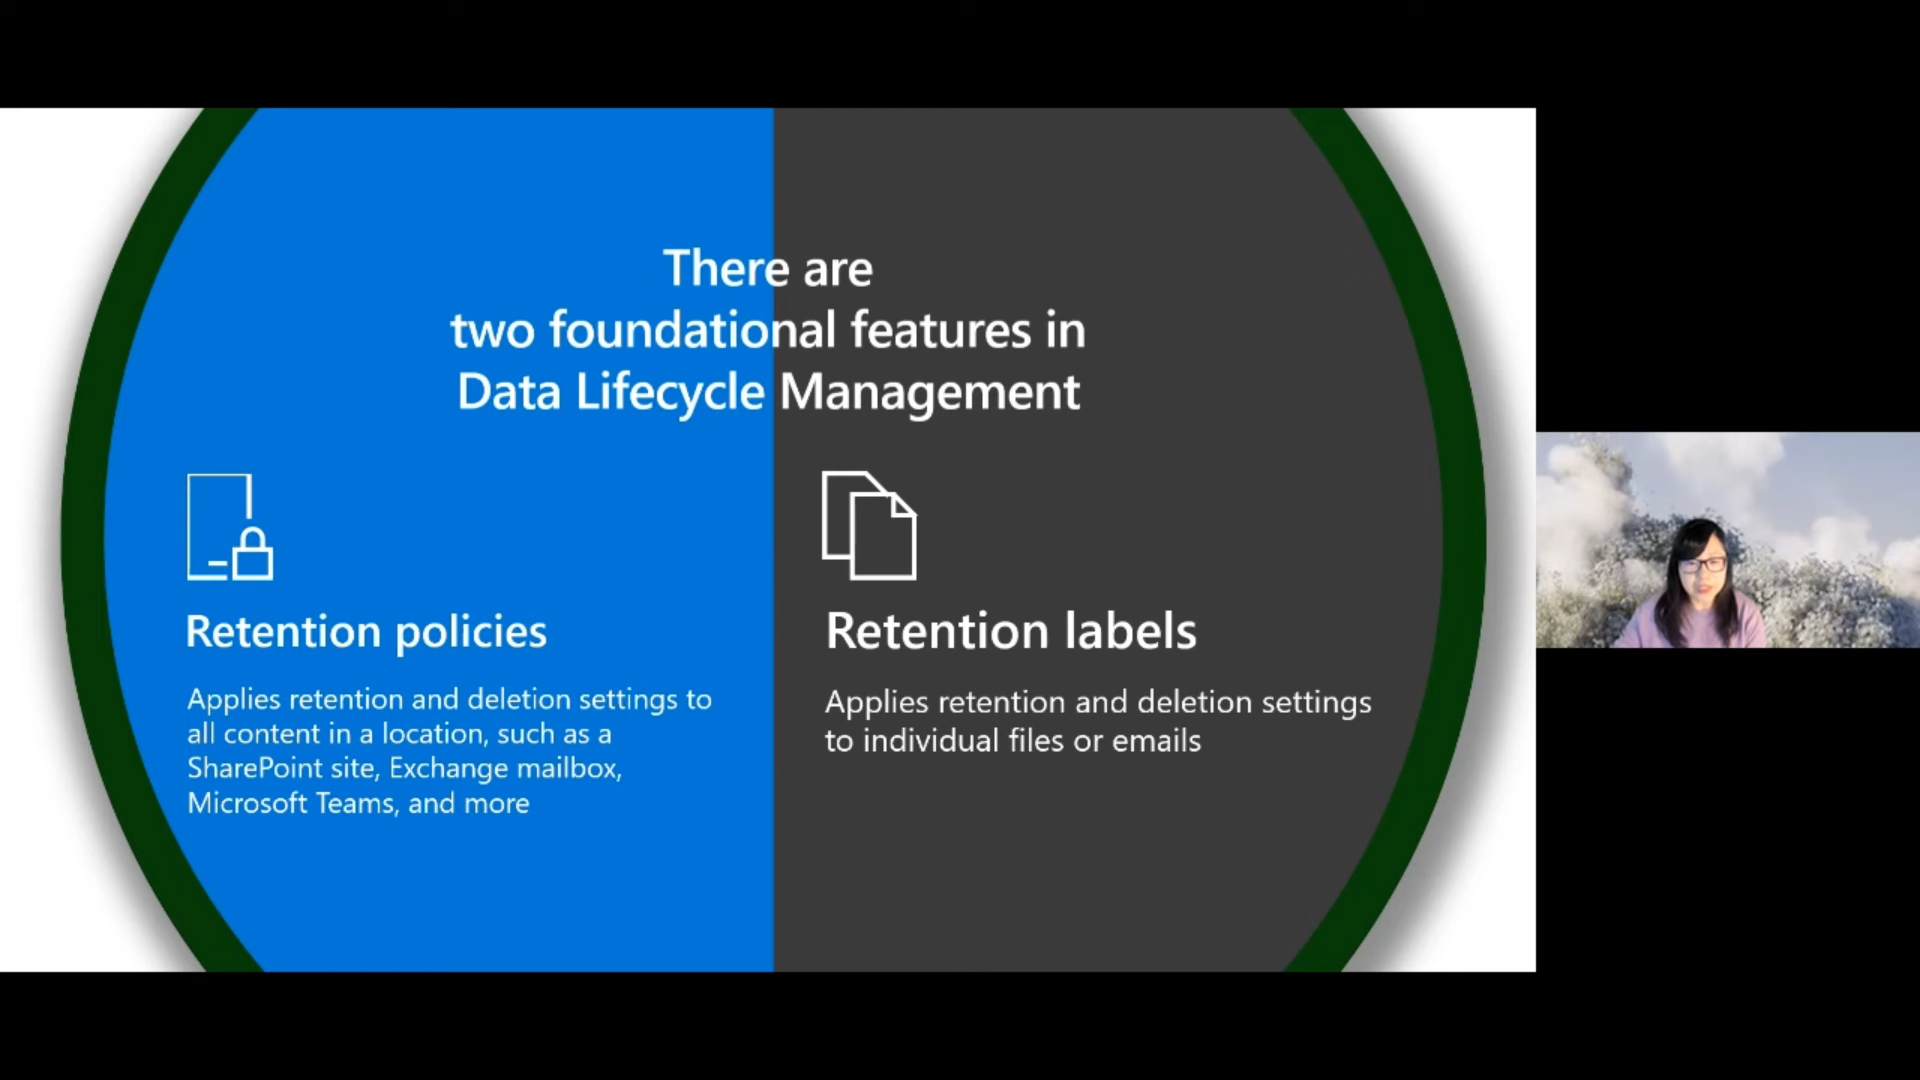 There are
two foundational features in
Data Lifecycle Management
Retention policies
Applies retention and deletion settings to
all content in a location, such as a
SharePoint site, Exchange mailbox,
Microsoft Teams, and more
Retention labels
Applies retention and deletion settings
to individual files or emails